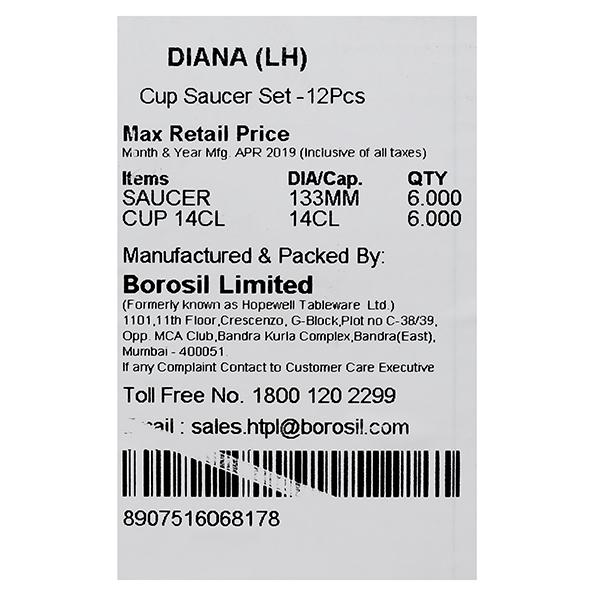 DIANA (LH)
Cup Saucer Set -12Pcs
Max Retail Price
Month & Year Mfg. APR 2019 (Inclusive of all taxes)
Items DIA/Cap. QTY
SAUCER 133MM 6.000
CUP 14CL 14CL 6.000
Manufactured & Packed By:
Borosil Limited
(Formerly known as Hopewell Tableware Ltd.)
1101,11th Floor,Crescenzo, G-Block,Plot no C-38/39,
Opp. MCA Club,Bandra Kurla Complex,Bandra(East),
Mumbai - 400051.
If any Complaint Contact to Customer Care Executive
Toll Free No. 1800 120 2299
Email : sales.htpl@borosil.com
8907516068178